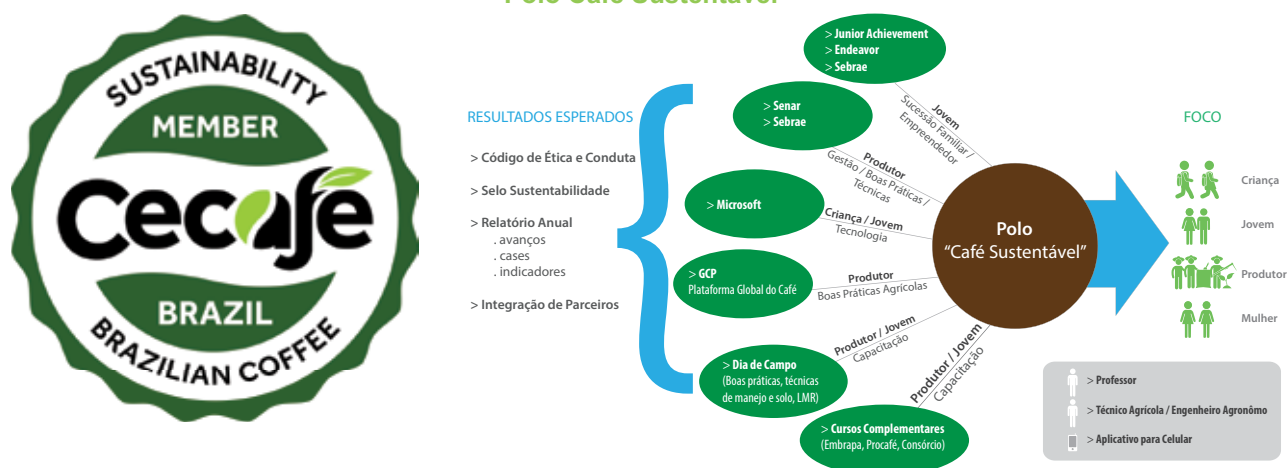 Polo Café Sustentável
SUSTAINABILITY
MEMBER
Cecafé
BRAZIL
BRAZILIAN COFFEE
RESULTADOS ESPERADOS
> Código de Ética e Conduta
> Selo Sustentabilidade
> Relatório Anual
. avanços
. cases
. indicadores
> Integração de Parceiros
> Junior Achievement
> Endeavor
> Sebrae
Jovem
Sucessão Familiar /
Empreendedor
> Senar
> Sebrae
Produtor
Gestão / Boas Práticas /
Técnicas
> Microsoft
Criança / Jovem
Tecnologia
> GCP
Plataforma Global do Café
Produtor
Boas Práticas Agrícolas
> Dia de Campo
(Boas práticas, técnicas
de manejo e solo, LMR)
Produtor / Jovem
Capacitação
> Cursos Complementares
(Embrapa, Procafé, Consórcio)
Produtor / Jovem
Capacitação
Polo
“Café Sustentável”
FOCO
Criança
Jovem
Produtor
Mulher
> Professor
> Técnico Agrícola / Engenheiro Agronômo
> Aplicativo para Celular